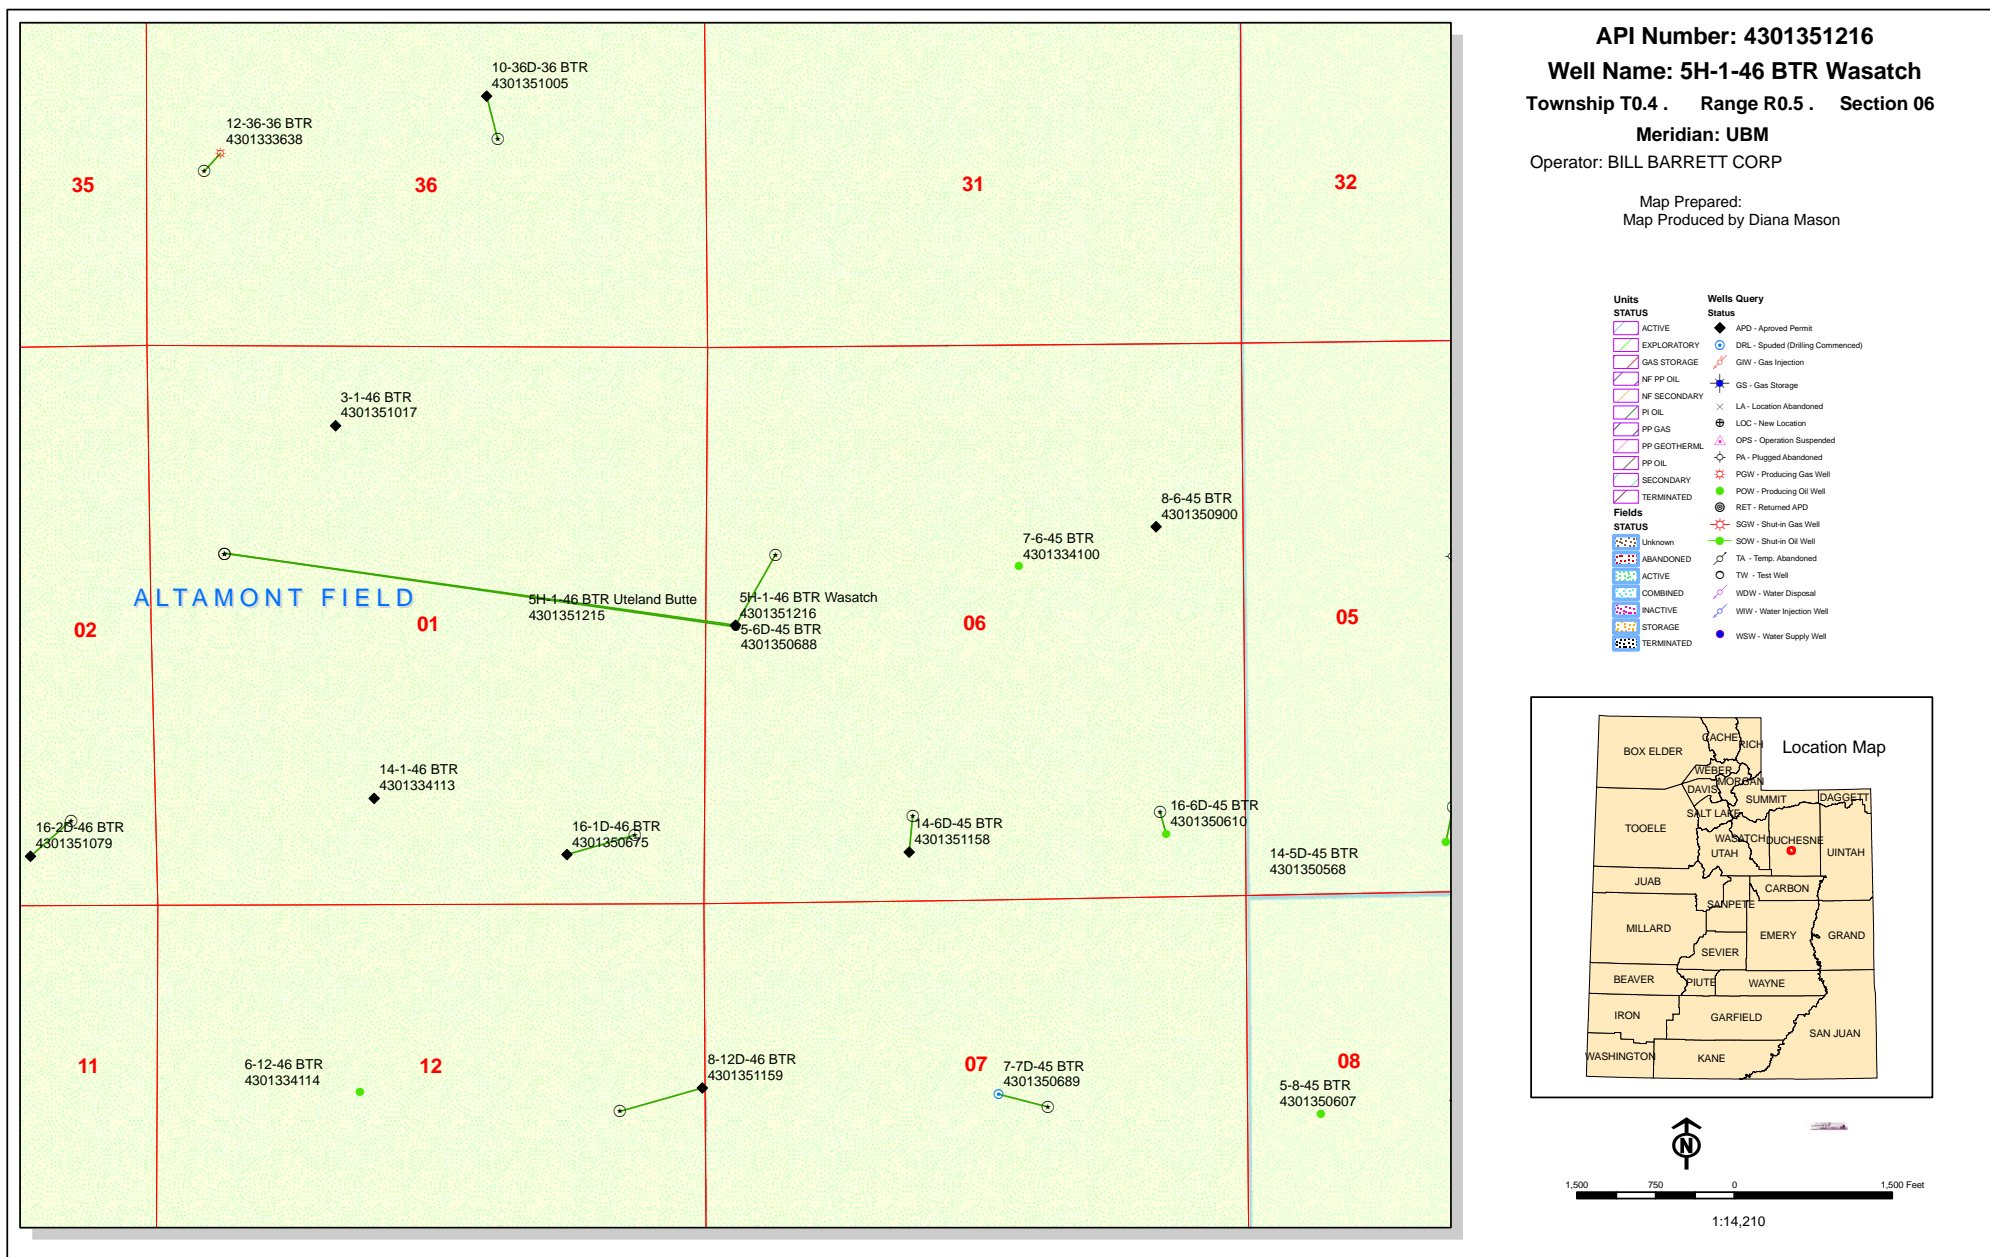 API Number: 4301351216
Well Name: 5H-1-46 BTR Wasatch
Township T0.4 . Range R0.5 . Section 06
Meridian: UBM
Operator: BILL BARRETT CORP
Map Prepared:
Map Produced by Diana Mason
10-36D-36 BTR
4301351005
12-36-36 BTR
4301333638
35
36
31
32
3-1-46 BTR
4301351017
8-6-45 BTR
4301350900
7-6-45 BTR
4301334100
ALTAMONT FIELD
5H-1-46 BTR Uteland Butte
4301351215
5H-1-46 BTR Wasatch
4301351216
5-6D-45 BTR
4301350688
02
01
06
05
14-1-46 BTR
4301334113
16-2D-46 BTR
4301351079
16-1D-46 BTR
4301350675
14-6D-45 BTR
4301351158
16-6D-45 BTR
4301350610
14-5D-45 BTR
4301350568
11
12
07
08
6-12-46 BTR
4301334114
8-12D-46 BTR
4301351159
7-7D-45 BTR
4301350689
5-8-45 BTR
4301350607
Units
STATUS
ACTIVE
EXPLORATORY
GAS STORAGE
NF PP OIL
NF SECONDARY
PI OIL
PP GAS
PP GEOTHERML
PP OIL
SECONDARY
TERMINATED
Fields
STATUS
Unknown
ABANDONED
ACTIVE
COMBINED
INACTIVE
STORAGE
TERMINATED
Wells Query
Status
APD - Aproved Permit
DRL - Spuded (Drilling Commenced)
GIW - Gas Injection
GS - Gas Storage
LA - Location Abandoned
LOC - New Location
OPS - Operation Suspended
PA - Plugged Abandoned
PGW - Producing Gas Well
POW - Producing Oil Well
RET - Returned APD
SGW - Shut-in Gas Well
SOW - Shut-in Oil Well
TA - Temp. Abandoned
TW - Test Well
WDW - Water Disposal
WIW - Water Injection Well
WSW - Water Supply Well
Location Map
BOX ELDER
CACHE
RICH
WEBER
MORGAN
DAVIS
SUMMIT
DAGGETT
SALT LAKE
TOOELE
WASATCH
DUCHESNE
UTAH
UINTAH
JUAB
CARBON
SANPETE
MILLARD
EMERY
GRAND
SEVIER
BEAVER
PIUTE
WAYNE
IRON
GARFIELD
SAN JUAN
WASHINGTON
KANE
N
1,500 750 0 1,500 Feet
1:14,210